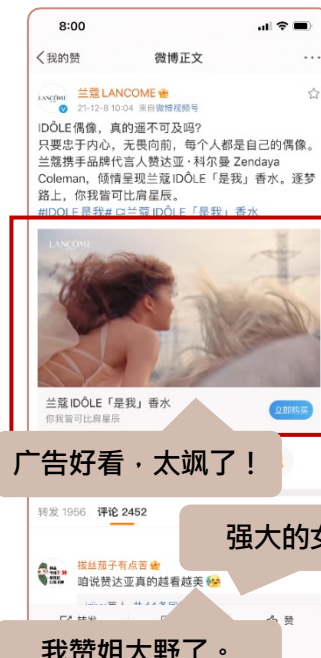 8:00
我的赞
微博正文
LANCÔME
兰蔻LANCOME
21-12-8 10:04 来自微博视频号
IDÔLE偶像，真的遥不可及吗？
只要忠于内心，无畏向前，每个人都是自己的偶像。
兰蔻携手品牌代言人赞达亚·科尔曼 Zendaya
Coleman，倾情呈现兰蔻IDÔLE「是我」香水。逐梦
路上，你我皆可比肩星辰。
#IDOLE是我# 兰蔻IDÔLE「是我」香水
LANCÔME
兰蔻IDÔLE「是我」香水
你我皆可比肩星辰
立即购买
广告好看，太飒了！
转发 1956 评论 2452
强大的女
拔丝茄子有点苦
咱说赞达亚真的越看越美
赞
我赞姐太野了。